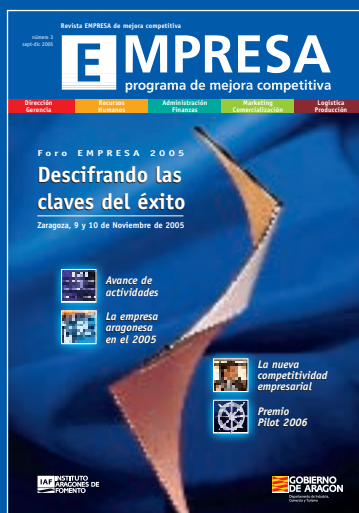 Revista EMPRESA de mejora competitiva
número 3
sept-dic 2005
EMPRESA
programa de mejora competitiva
Dirección
Gerencia
Recursos
Humanos
Administración
Finanzas
Marketing
Comercialización
Logística
Producción
Foro EMPRESA 2005
Descifrando las
claves del éxito
Zaragoza, 9 y 10 de Noviembre de 2005
Avance de
actividades
La empresa
aragonesa
en el 2005
La nueva
competitividad
empresarial
Premio
Pilot 2006
IAF INSTITUTO
ARAGONES DE
FOMENTO
GOBIERNO
DE ARAGON
Departamento de Industria,
Comercio y Turismo